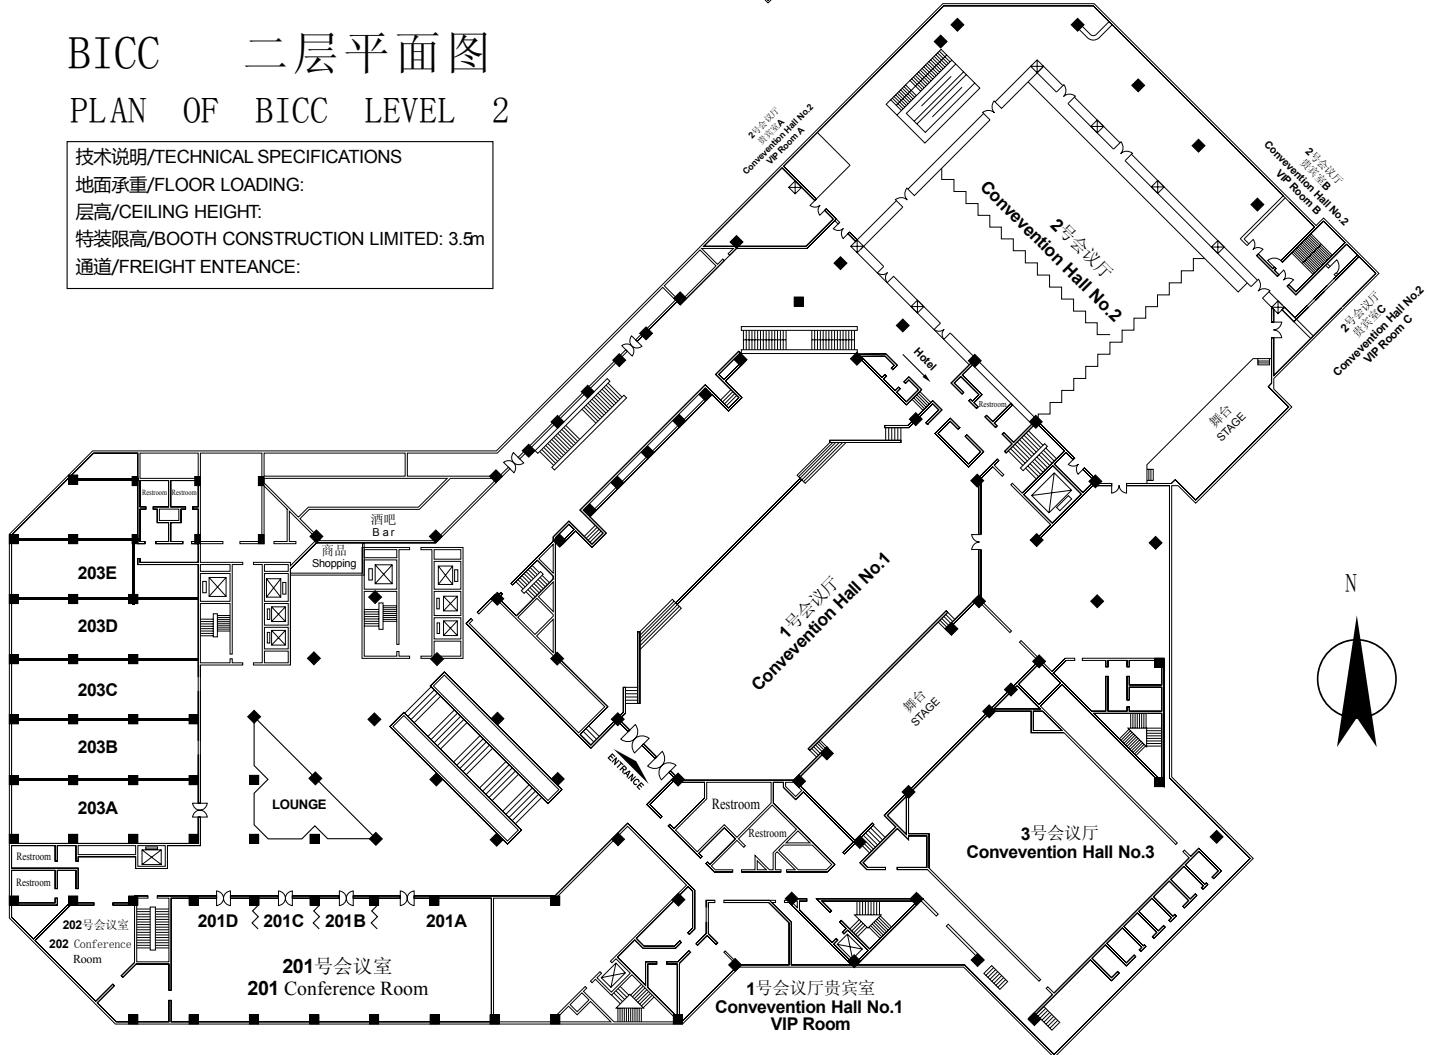 BICC 二层平面图
PLAN OF BICC LEVEL 2
技术说明/TECHNICAL SPECIFICATIONS
地面承重/FLOOR LOADING:
层高/CEILING HEIGHT:
特装限高/BOOTH CONSTRUCTION LIMITED: 3.5m
通道/FREIGHT ENTEANCE:
2号会议厅
贵宾室A
Convevention Hall No.2
VIP Room A
2号会议厅
贵宾室B
Convevention Hall No.2
VIP Room B
2号会议厅
Convevention Hall No.2
2号会议厅
贵宾室C
Convevention Hall No.2
VIP Room C
Hotel
Restroom
舞台
STAGE
Restroom
Restroom
酒吧
Bar
商品
Shopping
203E
203D
203C
203B
203A
1号会议厅
Convevention Hall No.1
舞台
STAGE
N
ENTRANCE
LOUNGE
Restroom
Restroom
3号会议厅
Convevention Hall No.3
Restroom
Restroom
202号会议室
202 Conference
Room
201D
201C
201B
201A
201号会议室
201 Conference Room
1号会议厅贵宾室
Convevention Hall No.1
VIP Room